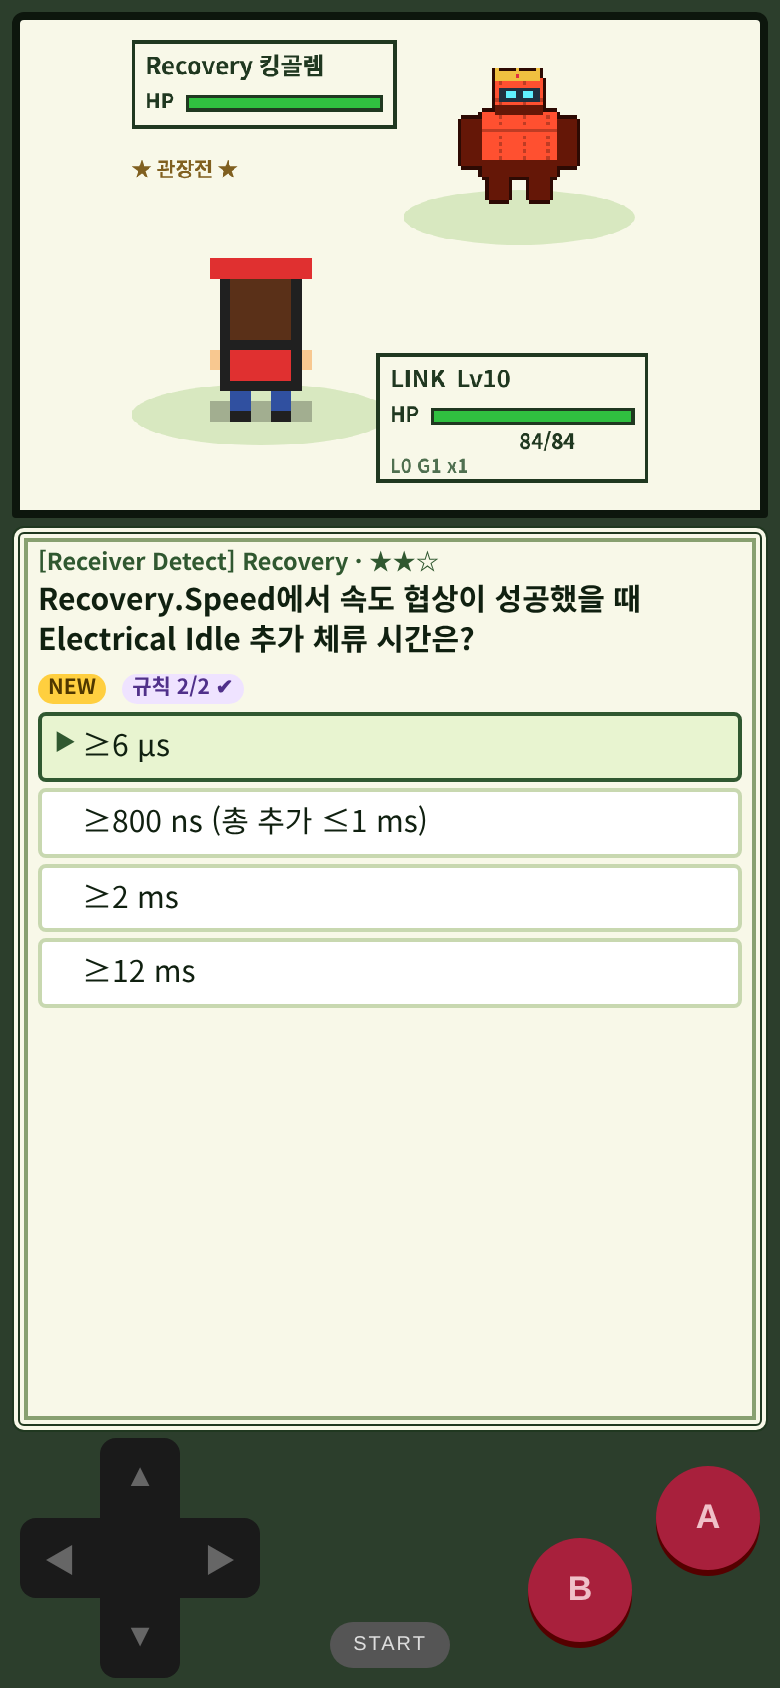 Recovery 킹골렘
HP
★ 관장전 ★
LINK Lv10
HP
84/84
L0 G1 x1
[Receiver Detect] Recovery · ★★☆
Recovery.Speed에서 속도 협상이 성공했을 때
Electrical Idle 추가 체류 시간은?
NEW 규칙 2/2 ✔
▶ ≥6 µs
≥800 ns (총 추가 ≤1 ms)
≥2 ms
≥12 ms
▲
◀ ▶
▼
A
B
START